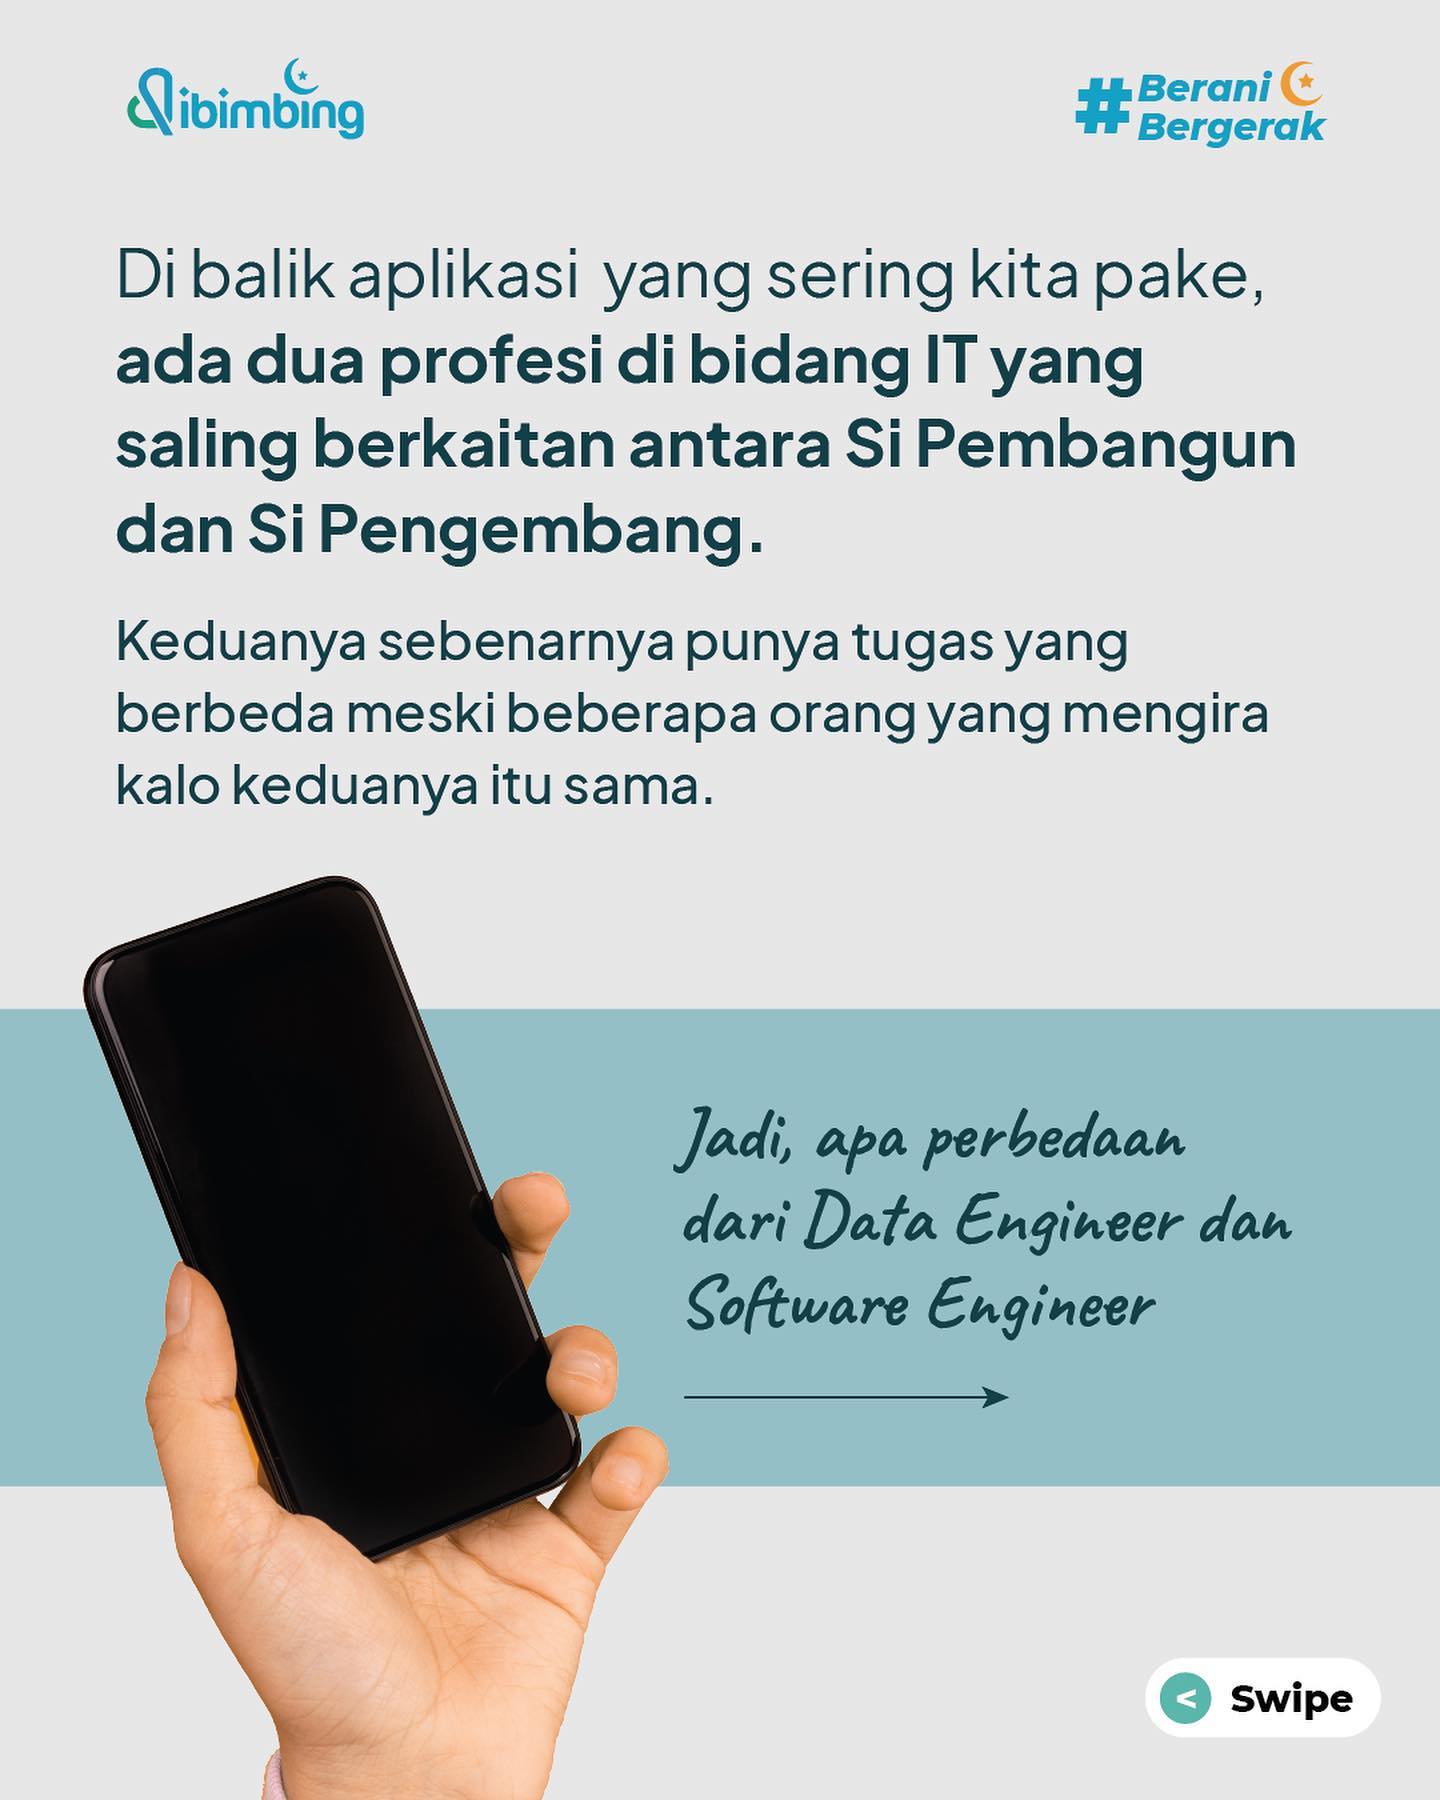 dibimbing
#Berani
Bergerak
Di balik aplikasi yang sering kita pake,
ada dua profesi di bidang IT yang
saling berkaitan antara Si Pembangun
dan Si Pengembang.
Keduanya sebenarnya punya tugas yang
berbeda meski beberapa orang yang mengira
kalo keduanya itu sama.
Jadi, apa perbedaan
dari Data Engineer dan
Software Engineer
< Swipe